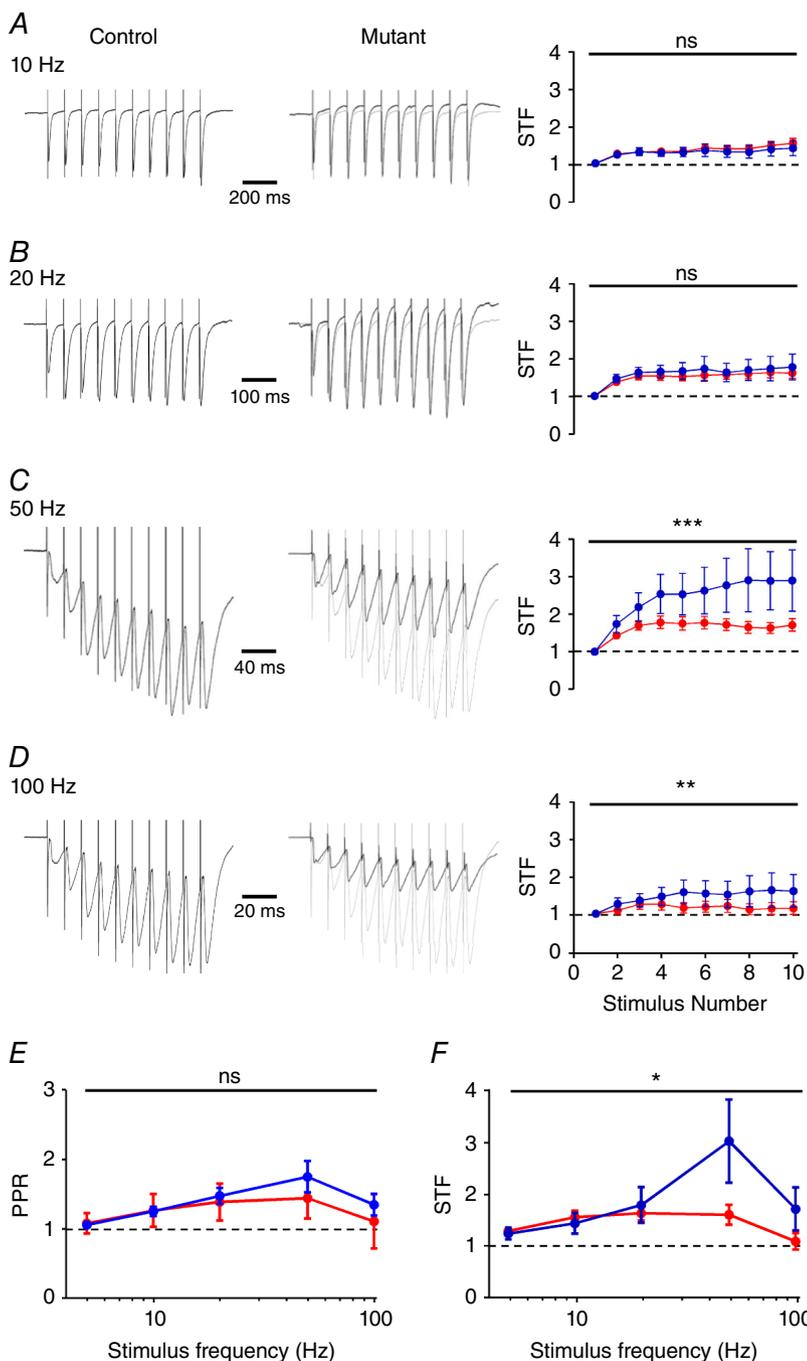 A
Control
Mutant
10 Hz
200 ms
ns
STF
4
3
2
1
0
B
20 Hz
100 ms
ns
STF
4
3
2
1
0
C
50 Hz
40 ms
***
STF
4
3
2
1
0
D
100 Hz
20 ms
**
STF
4
3
2
1
0
0 2 4 6 8 10
Stimulus Number
E
ns
PPR
3
2
1
0
10 100
Stimulus frequency (Hz)
F
*
STF
4
3
2
1
0
10 100
Stimulus frequency (Hz)